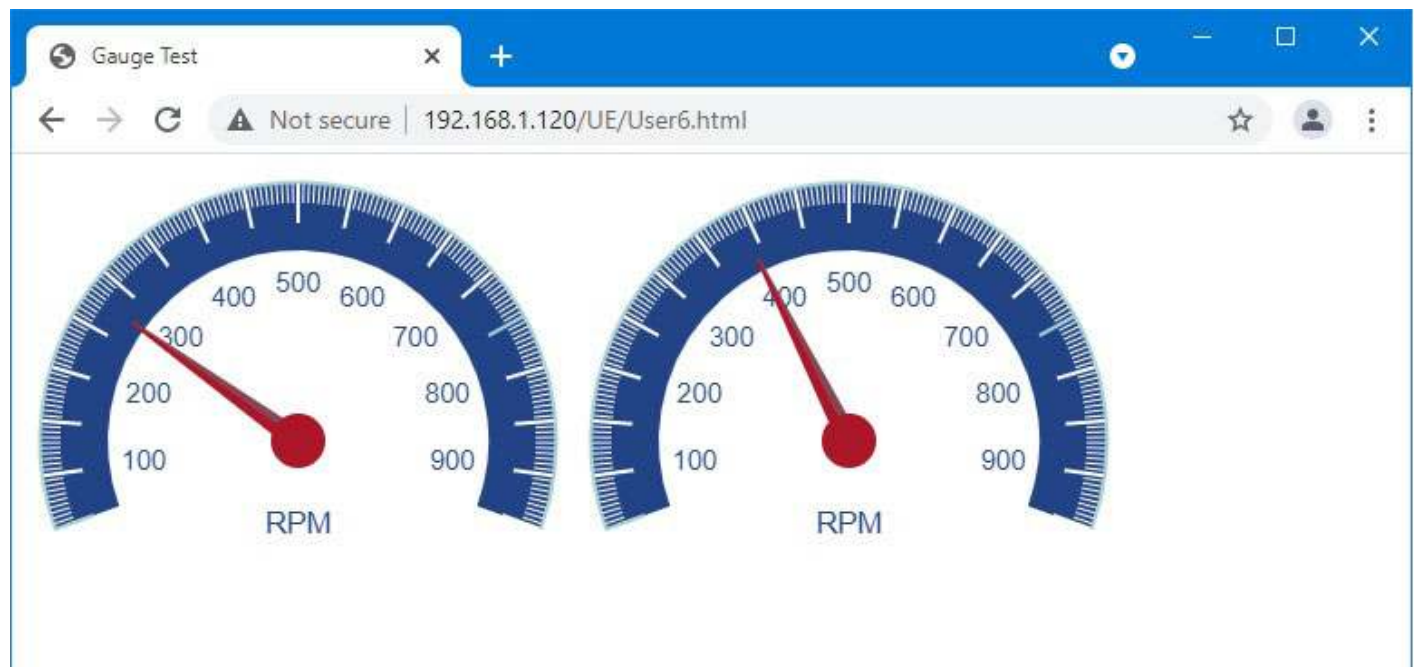 Gauge Test
Not secure | 192.168.1.120/UE/User6.html
500 500
400 600 400 600
300 700 300 700
200 800 200 800
100 900 100 900
RPM RPM